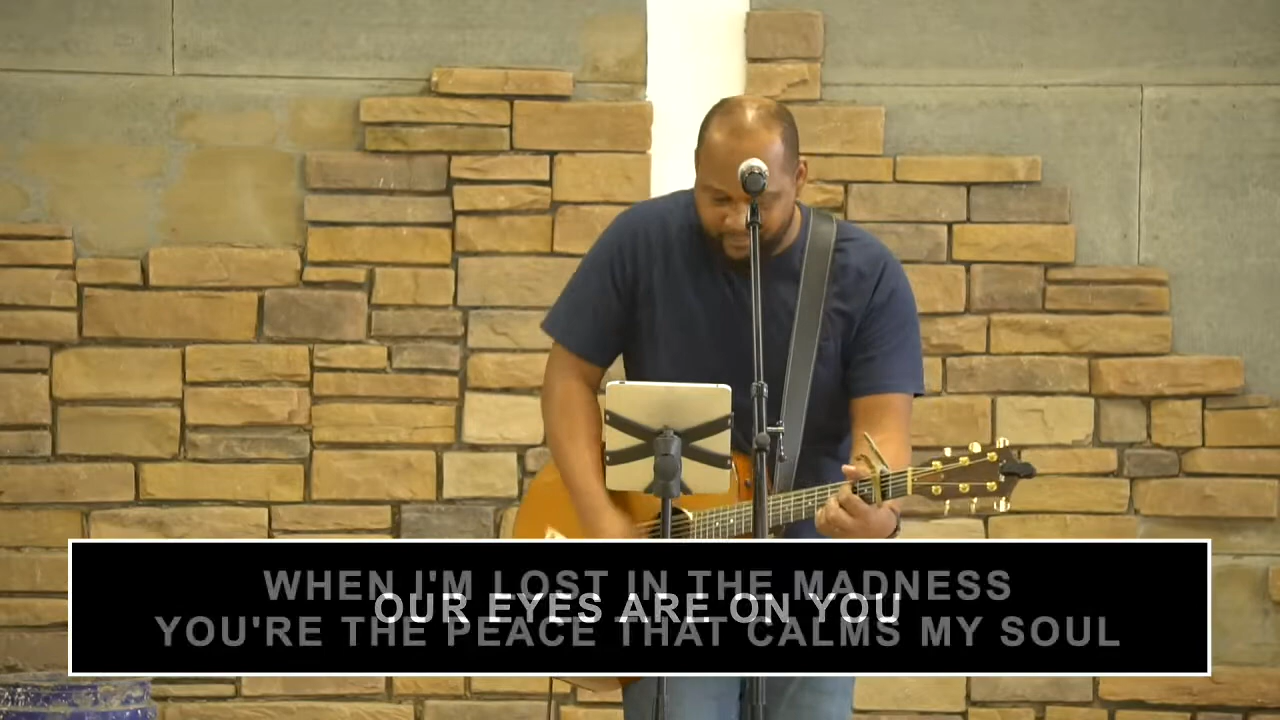 WHEN I'M LOST IN THE MADNESS
OUR EYES ARE ON YOU
YOU'RE THE PEACE THAT CALMS MY SOUL